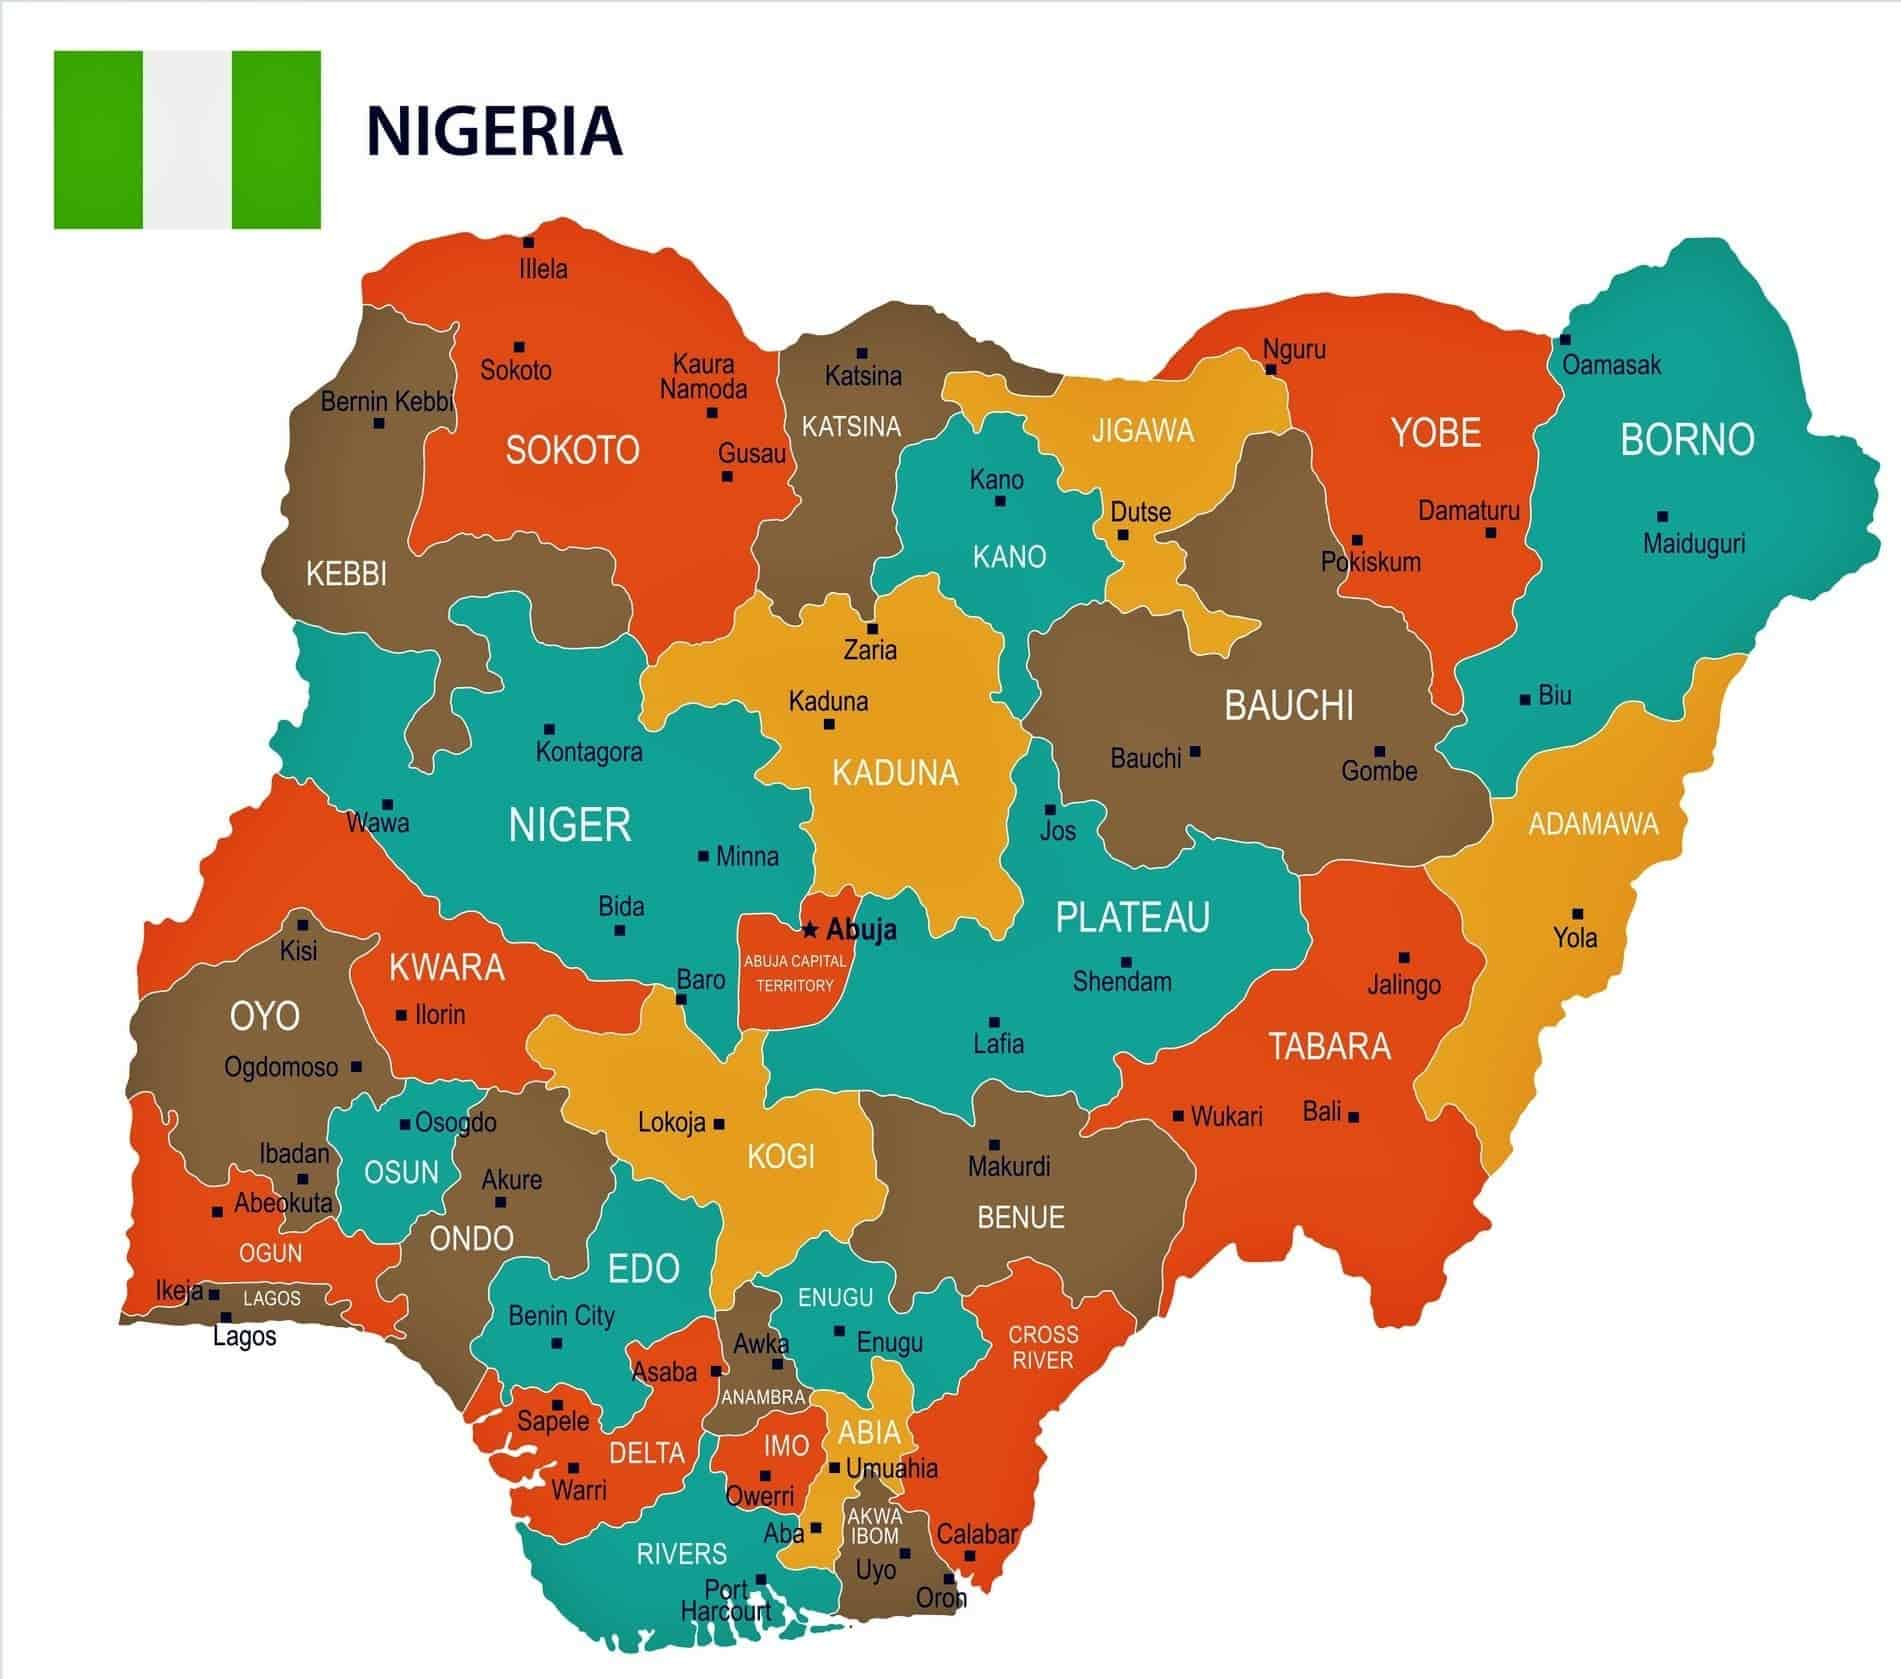 NIGERIA
Illela
Sokoto
Kaura
Namoda
Bernin Kebbi
SOKOTO
Gusau
KEBBI
Katsina
KATSINA
JIGAWA
Nguru
YOBE
Oamasak
BORNO
Kano
KANO
Dutse
Damaturu
Pokiskum
Maiduguri
Zaria
Kaduna
KADUNA
BAUCHI
Bauchi
Gombe
Biu
ADAMAWA
Kontagora
Wawa
NIGER
Minna
Bida
Jos
Abuja
ABUJA CAPITAL
TERRITORY
PLATEAU
Shendam
Lafia
Yola
Jalingo
TABARA
Wukari
Bali
Kisi
KWARA
Baro
OYO
Ilorin
Ogdomoso
Osogdo
Ibadan
OSUN
Akure
Abeokuta
OGUN
ONDO
Lokoja
KOGI
Makurdi
BENUE
Ikeja
LAGOS
Lagos
EDO
Benin City
ENUGU
Enugu
CROSS
RIVER
Awka
Asaba
ANAMBRA
Sapele
DELTA
IMO
ABIA
Umuahia
Warri
Owerri
AKWA
IBOM
Aba
Calabar
RIVERS
Uyo
Port
Harcourt
Oron